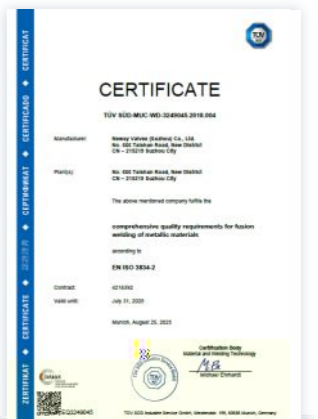 CERTIFICATE
TÜV SÜD-MUC-WD-3249045.2018.004
Manufacturer: Neway Valves (Suzhou) Co., Ltd.
No. 666 Taishan Road, New District
CN – 215219 Suzhou City
Plant(s): No. 666 Taishan Road, New District
CN – 215219 Suzhou City
The above mentioned company fulfils the
comprehensive quality requirements for fusion
welding of metallic materials
according to
EN ISO 3834-2
Contract:
Valid until: July 31, 2028
Munich, August 25, 2025
Certification Body
Material and Welding Technology
Michael Ehrhardt
TÜV SÜD Industrie Service GmbH, Westendstr. 199, 80686 Munich, Germany
ZERTIFIKAT ◆ CERTIFICATE ◆ ◆ СЕРТИФИКАТ ◆ CERTIFICADO ◆ CERTIFICAT
TÜV